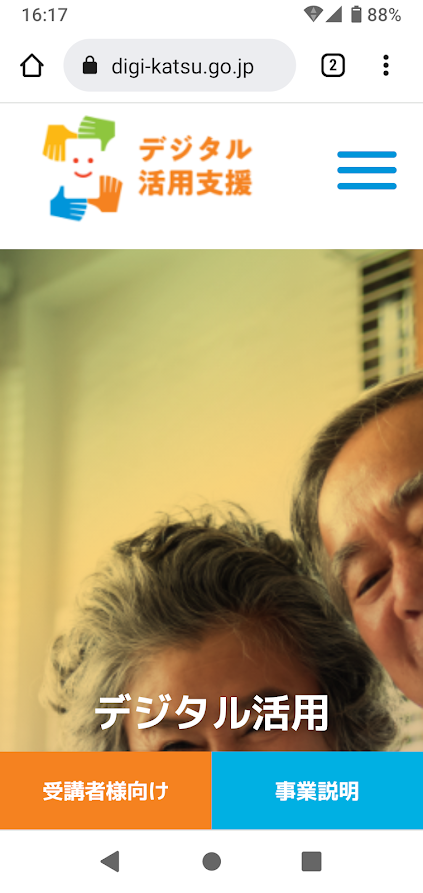 16:17
88%
digi-katsu.go.jp
2
デジタル
活用支援
デジタル活用
受講者様向け
事業説明